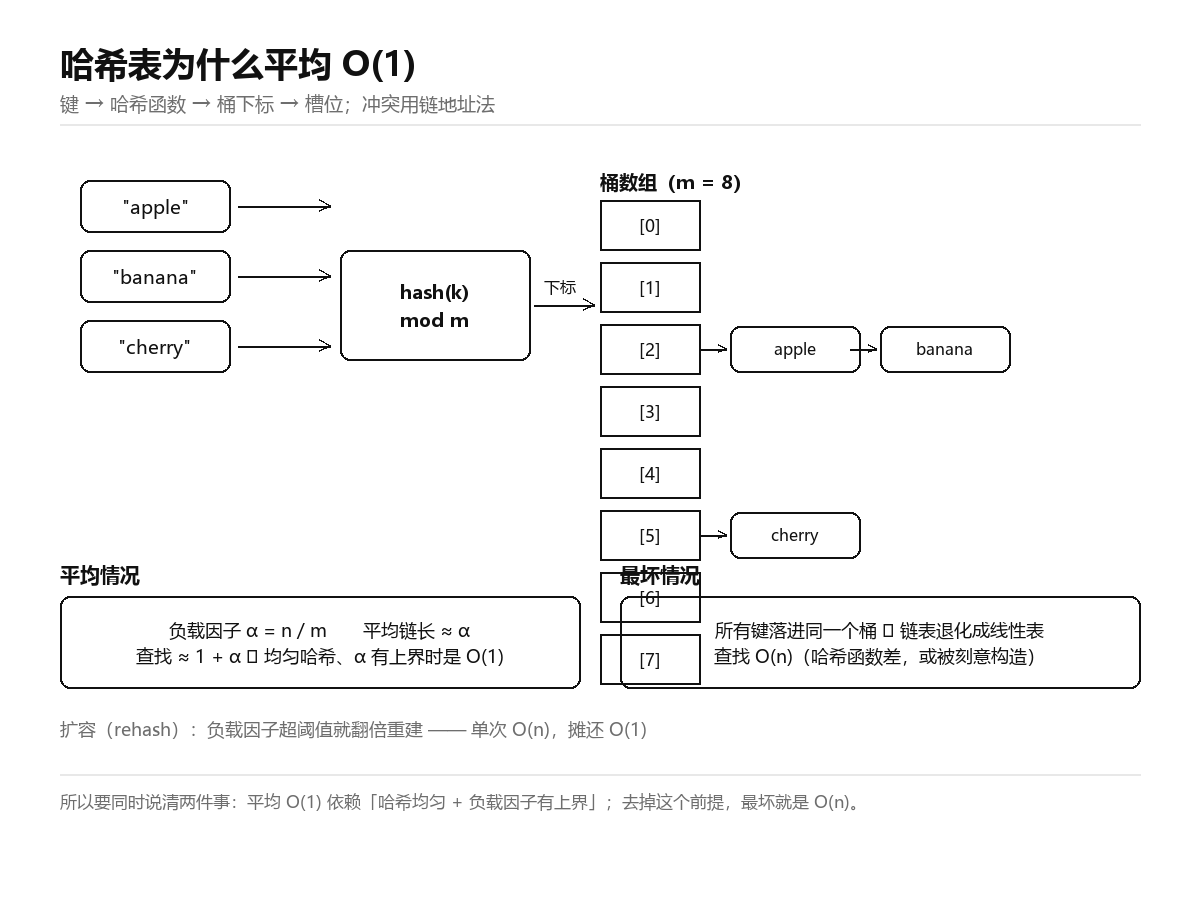 哈希表为什么平均 O(1)
键 → 哈希函数 → 桶下标 → 槽位；冲突用链地址法
"apple"
"banana"
"cherry"
hash(k)
mod m
下标
桶数组（m = 8）
[0]
[1]
[2]
apple
banana
[3]
[4]
[5]
cherry
[6]
[7]
平均情况
负载因子 α = n / m　　平均链长 ≈ α
查找 ≈ 1 + α □ 均匀哈希、α 有上界时是 O(1)
最坏情况
所有键落进同一个桶 □ 链表退化成线性表
查找 O(n)（哈希函数差，或被刻意构造）
扩容（rehash）：负载因子超阈值就翻倍重建 —— 单次 O(n)，摊还 O(1)
所以要同时说清两件事：平均 O(1) 依赖「哈希均匀 + 负载因子有上界」；去掉这个前提，最坏就是 O(n)。